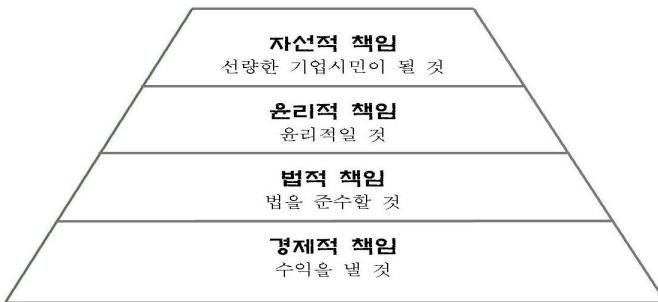 자선적 책임
선량한 기업시민이 될 것
윤리적 책임
윤리적일 것
법적 책임
법을 준수할 것
경제적 책임
수익을 낼 것